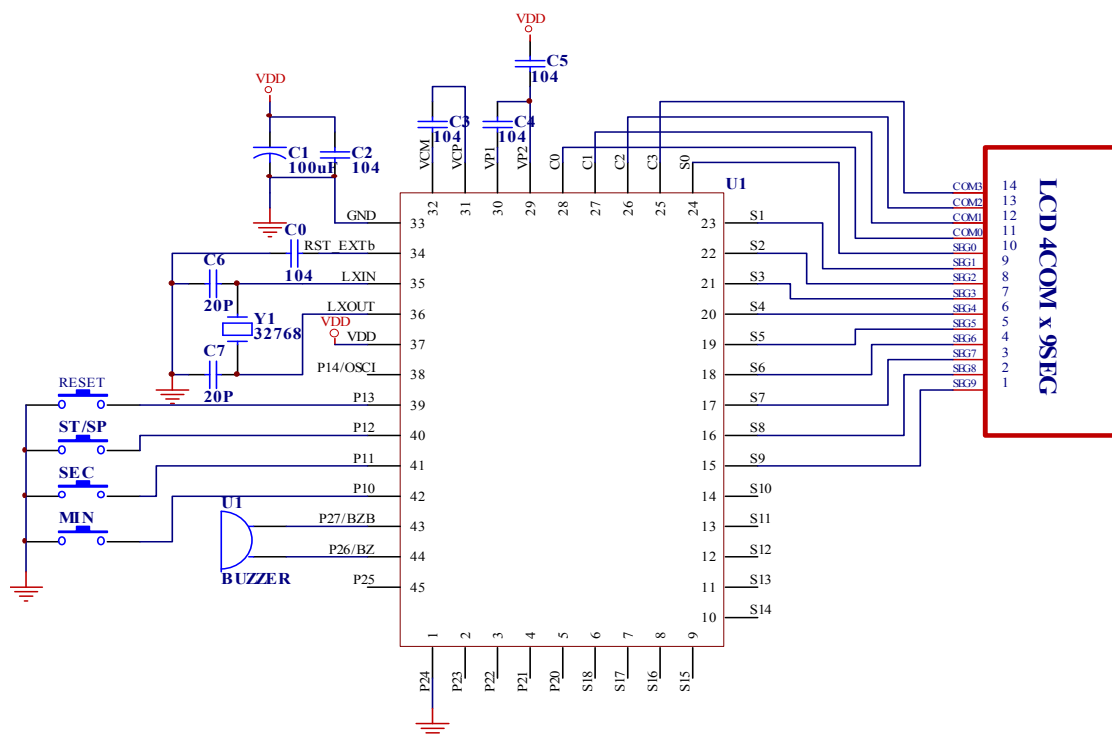 VDD
C5
104
VDD
C1
100uF
C2
104
C3
104
C4
104
VCM
VCP
VP1
VP2
C0
C1
C2
C3
S0
U1
32
31
30
29
28
27
26
25
24
GND 33
RST_EXTb 34
LXIN 35
LXOUT 36
VDD 37
P14/OSCI 38
P13 39
P12 40
P11 41
P10 42
P27/BZB 43
P26/BZ 44
P25 45
C0
104
C6
20P
Y1
32768
VDD
C7
20P
RESET
ST/SP
SEC
MIN
U1
BUZZER
23 S1
22 S2
21 S3
20 S4
19 S5
18 S6
17 S7
16 S8
15 S9
14 S10
13 S11
12 S12
11 S13
10 S14
1
2
3
4
5
6
7
8
9
P24
P23
P22
P21
P20
S18
S17
S16
S15
COM3 14
COM2 13
COM1 12
COM0 11
SEG0 10
SEG1 9
SEG2 8
SEG3 7
SEG4 6
SEG5 5
SEG6 4
SEG7 3
SEG8 2
SEG9 1
LCD 4COM x 9SEG